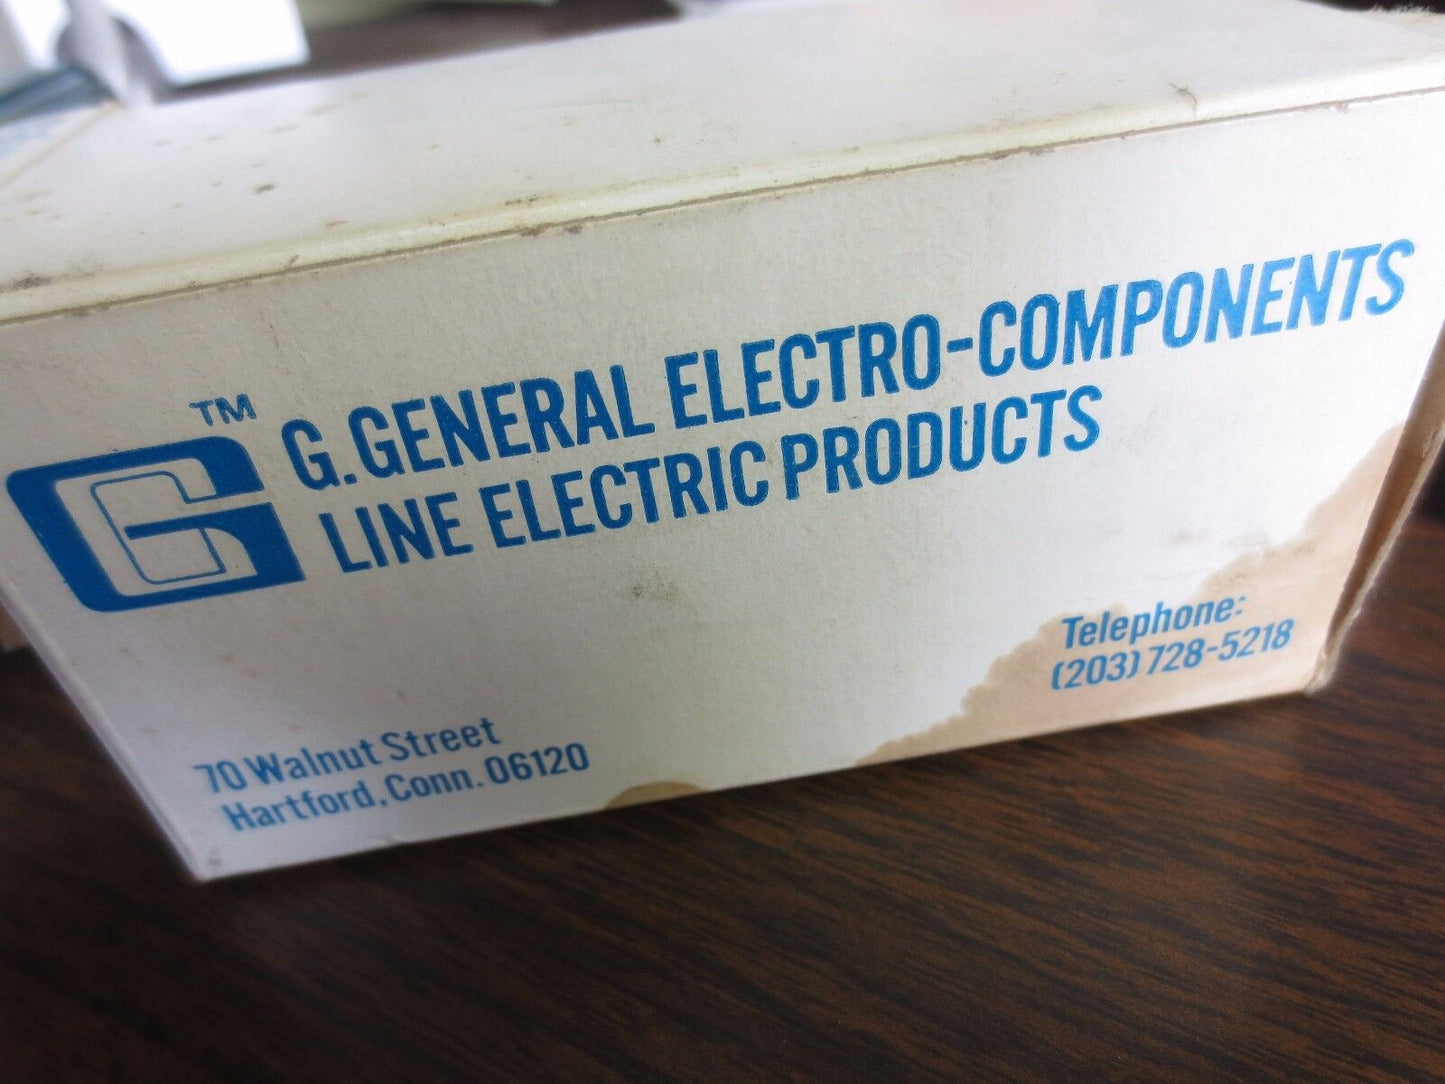 TM
G
G. GENERAL ELECTRO-COMPONENTS
LINE ELECTRIC PRODUCTS
Telephone:
(203) 728-5218
70 Walnut Street
Hartford, Conn. 06120